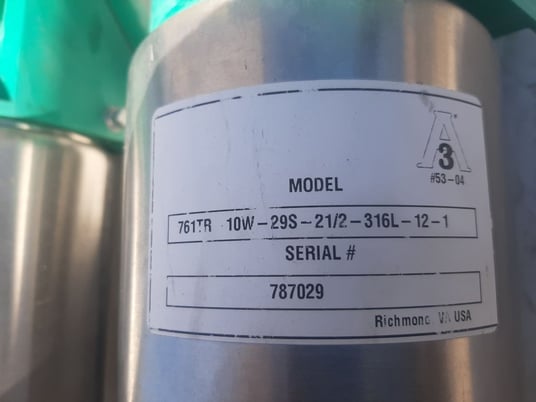 A
3
#53-04
MODEL
761TR 10W-29S-21/2-316L-12-1
SERIAL #
787029
Richmond VA USA